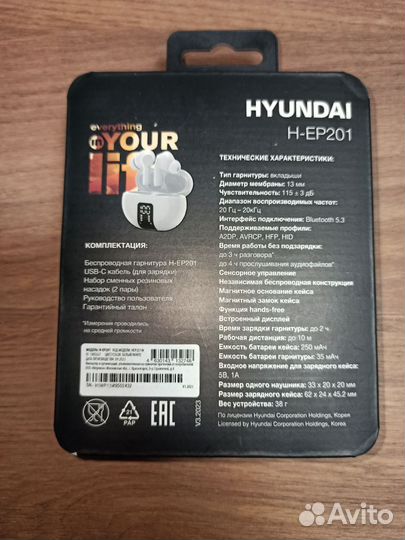 HYUNDAI
H-EP201
everything
in YOUR
life
ТЕХНИЧЕСКИЕ ХАРАКТЕРИСТИКИ:
Тип гарнитуры: вкладыши
Диаметр мембраны: 13 мм
Чувствительность: 115 ± 3 дБ
Диапазон воспроизводимых частот:
20 Гц – 20кГц
Интерфейс подключения: Bluetooth 5.3
Поддерживаемые профили:
A2DP, AVRCP, HFP, HID
Время работы без подзарядки:
до 3 ч разговора*
до 4 ч прослушивания аудиофайлов*
Сенсорное управление
Независимая беспроводная конструкция
Магнитное основание кейса
Магнитный замок кейса
Функция hands-free
Встроенный дисплей
Время зарядки гарнитуры: до 2 ч.
Рабочая дистанция: до 10 м
Емкость батареи кейса: 250 мАч
Емкость батареи гарнитуры: 35 мАч
Входное напряжение для зарядки кейса:
5В, 1А
Размер одного наушника: 33 x 20 x 20 мм
Размер зарядного кейса: 62 x 24 x 45.2 мм
Вес устройства: 38 г
По лицензии Hyundai Corporation Holdings, Корея
Licensed by Hyundai Corporation Holdings, Korea
КОМПЛЕКТАЦИЯ:
Беспроводная гарнитура H-EP201
USB-C кабель (для зарядки)
Набор сменных резиновых
насадок (2 пары)
Руководство пользователя
Гарантийный талон
*Измерения проводились
на средней громкости
V3.2023
21
PAP
Avito